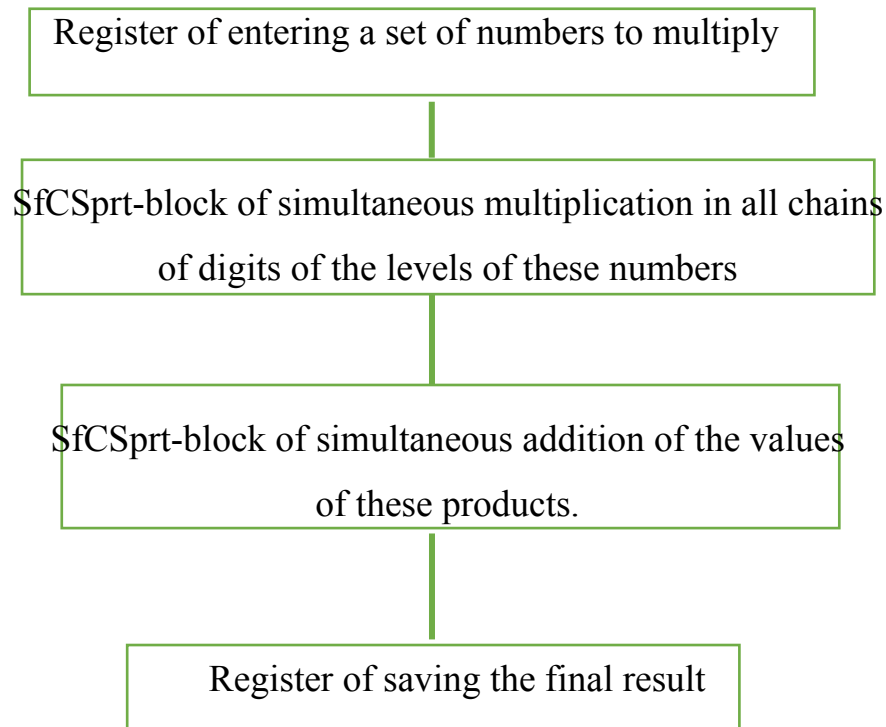 Register of entering a set of numbers to multiply
SfCSprt-block of simultaneous multiplication in all chains
of digits of the levels of these numbers
SfCSprt-block of simultaneous addition of the values
of these products.
Register of saving the final result